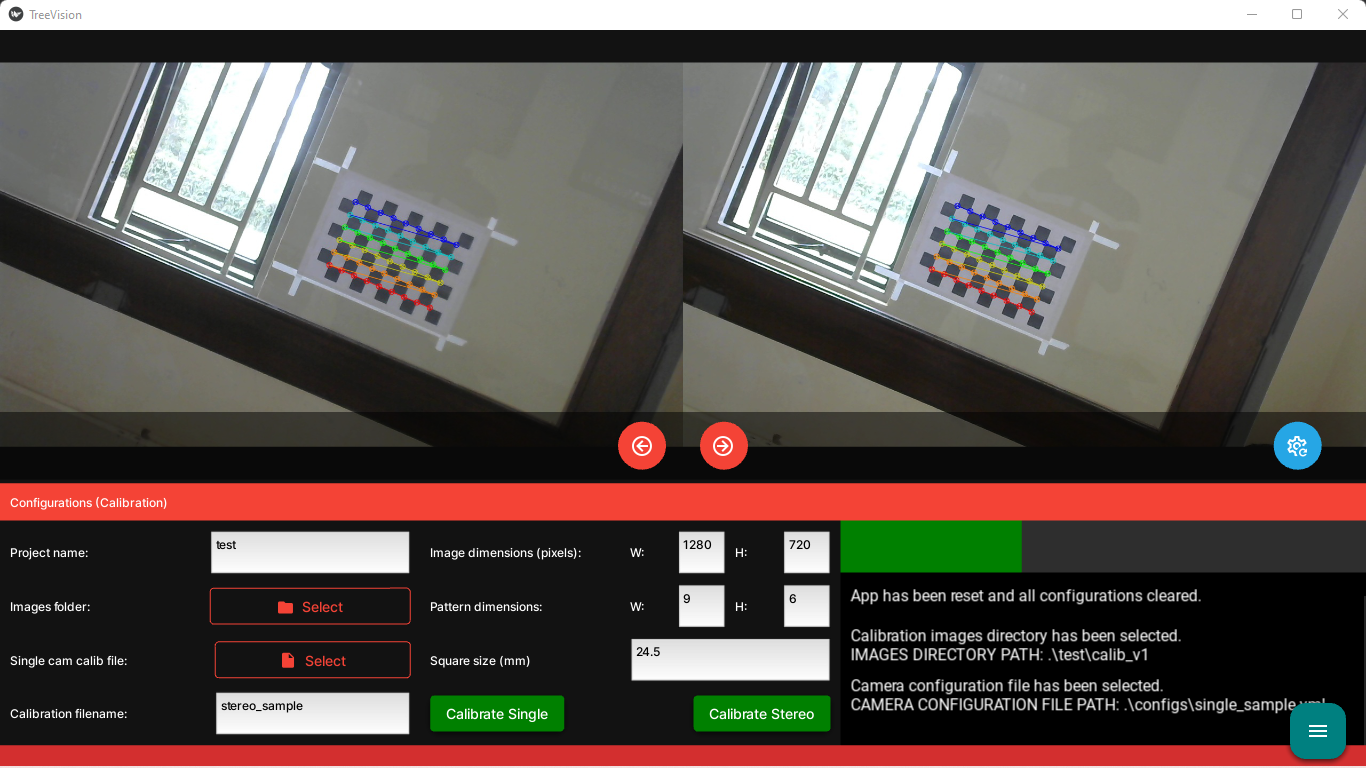 TreeVision
Configurations (Calibration)
Project name:
test
Image dimensions (pixels):
W:
1280
H:
720
Images folder:
Select
Pattern dimensions:
W:
9
H:
6
Single cam calib file:
Select
Square size (mm)
24.5
Calibration filename:
stereo_sample
Calibrate Single
Calibrate Stereo
App has been reset and all configurations cleared.
Calibration images directory has been selected.
IMAGES DIRECTORY PATH: .\test\calib_v1
Camera configuration file has been selected.
CAMERA CONFIGURATION FILE PATH: .\configs\single_sample.yml